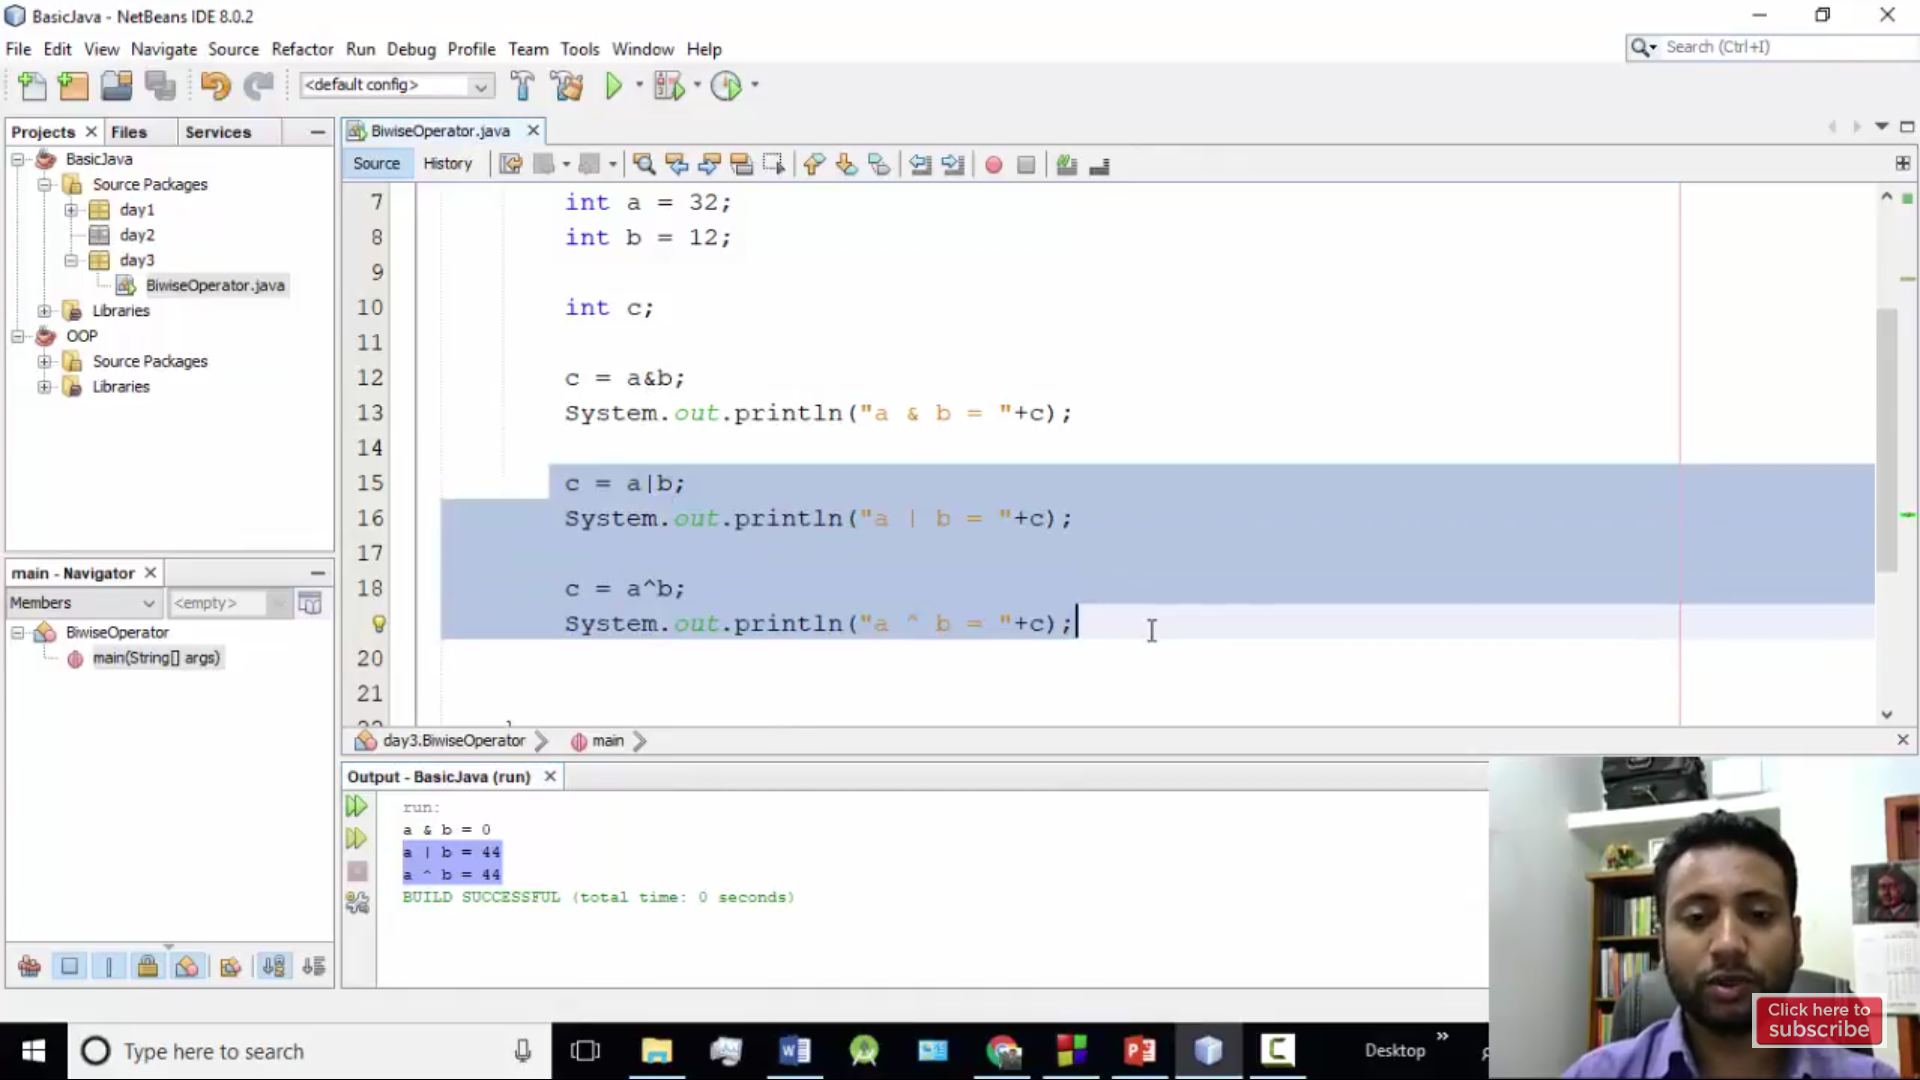 BasicJava - NetBeans IDE 8.0.2
File Edit View Navigate Source Refactor Run Debug Profile Team Tools Window Help
Search (Ctrl+I)
<default config>
Projects Files Services
BasicJava
Source Packages
day1
day2
day3
BiwiseOperator.java
Libraries
OOP
Source Packages
Libraries
main - Navigator
Members <empty>
BiwiseOperator
main(String[] args)
BiwiseOperator.java
Source History
7 int a = 32;
8 int b = 12;
9
10 int c;
11
12 c = a&b;
13 System.out.println("a & b = "+c);
14
15 c = a|b;
16 System.out.println("a | b = "+c);
17
18 c = a^b;
9 System.out.println("a ^ b = "+c);
20
21
day3.BiwiseOperator main
Output - BasicJava (run)
run:
a & b = 0
a | b = 44
a ^ b = 44
BUILD SUCCESSFUL (total time: 0 seconds)
Click here to
subscribe
Type here to search
Desktop